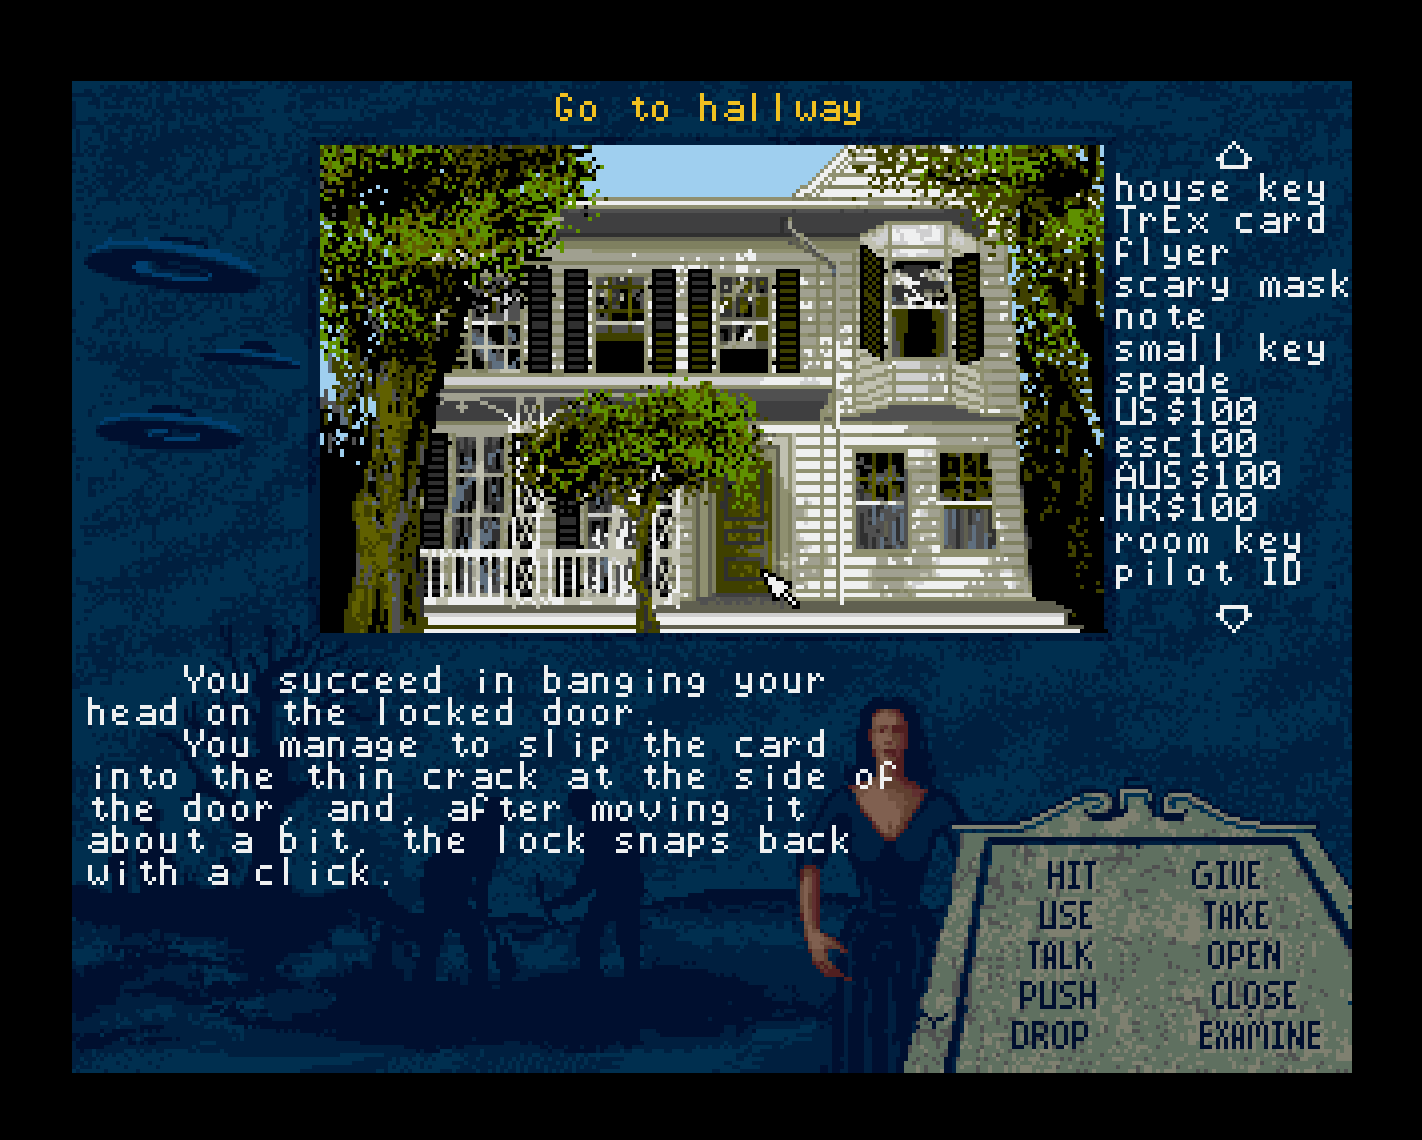 Go to hallway
house key
TrEx card
flyer
scary mask
note
small key
spade
US$100
esc100
AUS$100
HK$100
room key
pilot ID
You succeed in banging your
head on the locked door.
You manage to slip the card
into the thin crack at the side of
the door, and, after moving it
about a bit, the lock snaps back
with a click.
HIT GIVE
USE TAKE
TALK OPEN
PUSH CLOSE
DROP EXAMINE